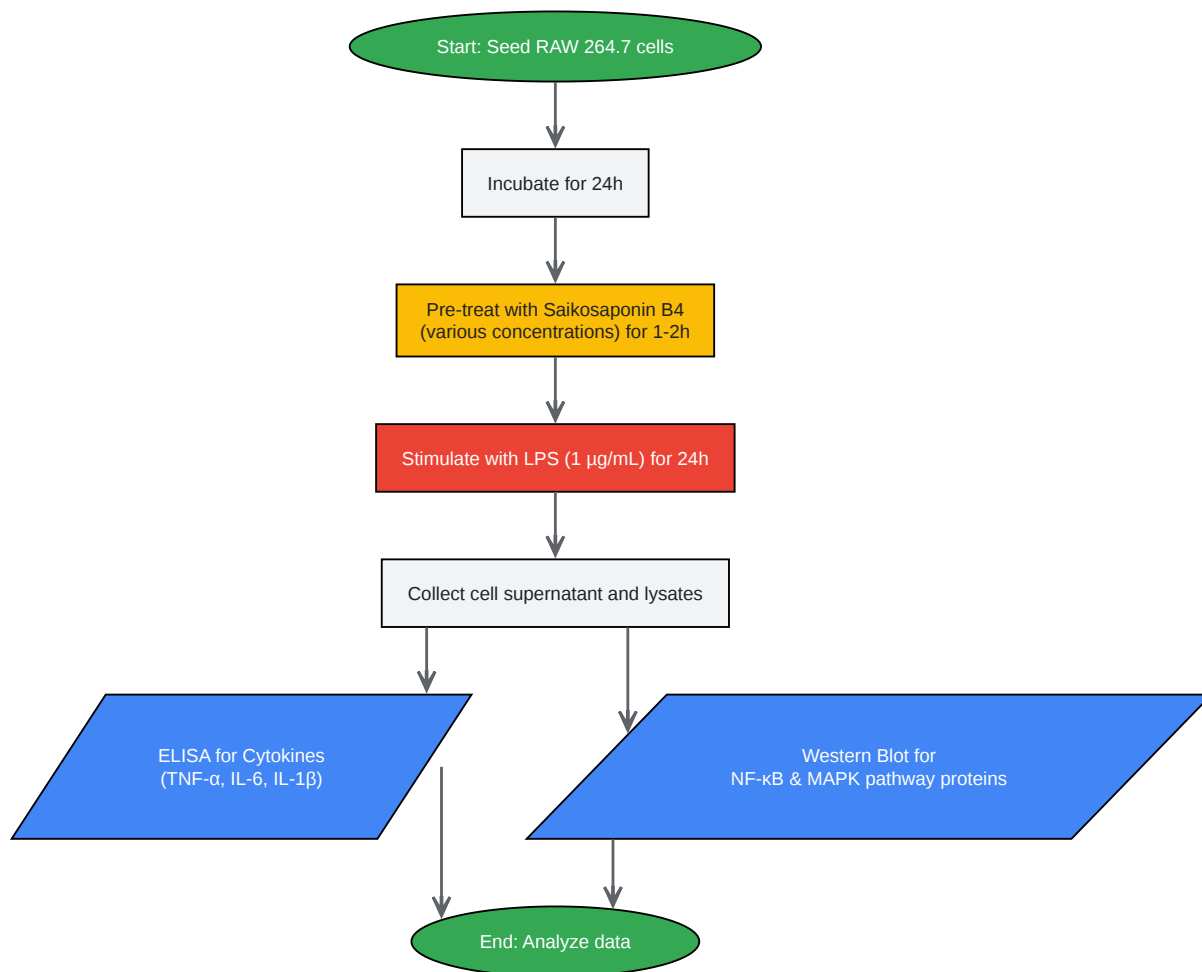 Start: Seed RAW 264.7 cells
Incubate for 24h
Pre-treat with Saikosaponin B4
(various concentrations) for 1-2h
Stimulate with LPS (1 µg/mL) for 24h
Collect cell supernatant and lysates
ELISA for Cytokines
(TNF-α, IL-6, IL-1β)
Western Blot for
NF-κB & MAPK pathway proteins
End: Analyze data